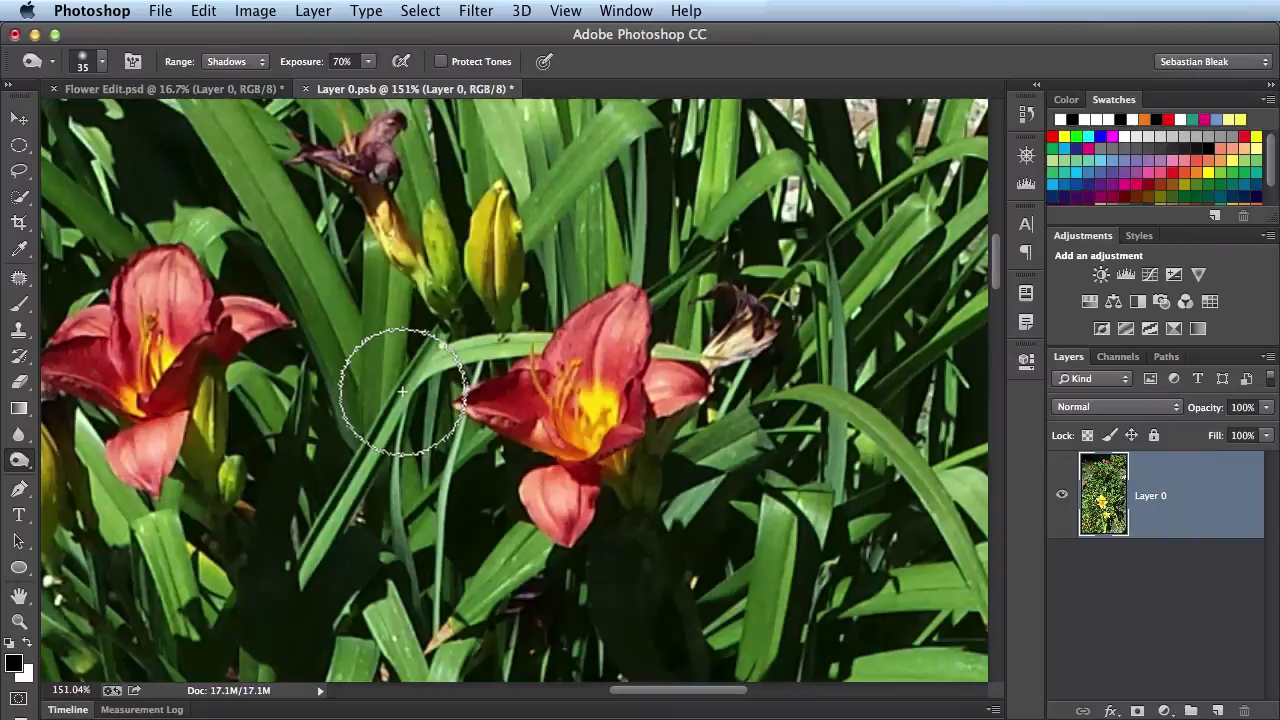 Photoshop File Edit Image Layer Type Select Filter 3D View Window Help
Adobe Photoshop CC
35 Range: Shadows Exposure: 70% Protect Tones Sebastian Bleak
× Flower Edit.psd @ 16.7% (Layer 0, RGB/8) * × Layer 0.psb @ 151% (Layer 0, RGB/8) *
Color Swatches
Adjustments Styles
Add an adjustment
Layers Channels Paths
Kind
Normal Opacity: 100%
Lock: Fill: 100%
Layer 0
151.04% Doc: 17.1M/17.1M
Timeline Measurement Log